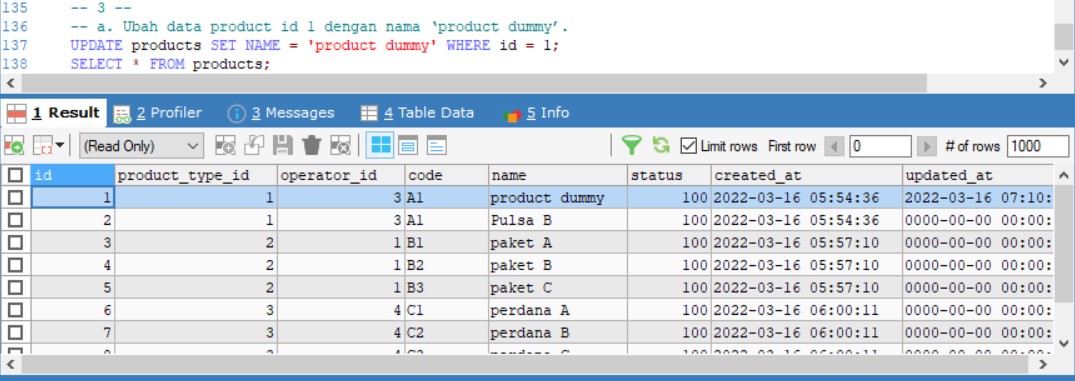 135 -- 3 --
136 -- a. Ubah data product id 1 dengan nama 'product dummy'.
137 UPDATE products SET NAME = 'product dummy' WHERE id = 1;
138 SELECT * FROM products;
1 Result 2 Profiler 3 Messages 4 Table Data 5 Info
(Read Only) Limit rows First row 0 # of rows 1000
id product_type_id operator_id code name status created_at updated_at
1 1 3 A1 product dummy 100 2022-03-16 05:54:36 2022-03-16 07:10:
2 1 3 A1 Pulsa B 100 2022-03-16 05:54:36 0000-00-00 00:00:
3 2 1 B1 paket A 100 2022-03-16 05:57:10 0000-00-00 00:00:
4 2 1 B2 paket B 100 2022-03-16 05:57:10 0000-00-00 00:00:
5 2 1 B3 paket C 100 2022-03-16 05:57:10 0000-00-00 00:00:
6 3 4 C1 perdana A 100 2022-03-16 06:00:11 0000-00-00 00:00:
7 3 4 C2 perdana B 100 2022-03-16 06:00:11 0000-00-00 00:00: